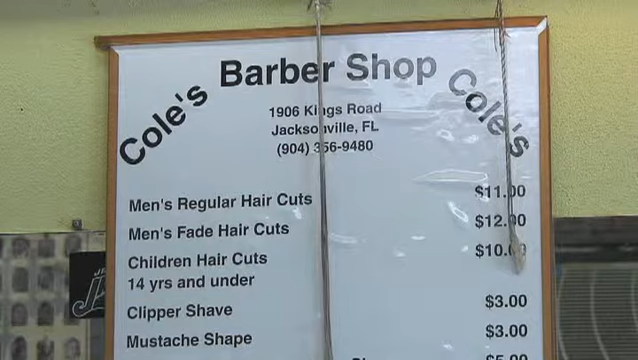 Cole's Barber Shop Cole's
1906 Kings Road
Jacksonville, FL
(904) 356-9480
Men's Regular Hair Cuts $11.00
Men's Fade Hair Cuts $12.00
Children Hair Cuts $10.
14 yrs and under
Clipper Shave $3.00
Mustache Shape $3.00
$5.00